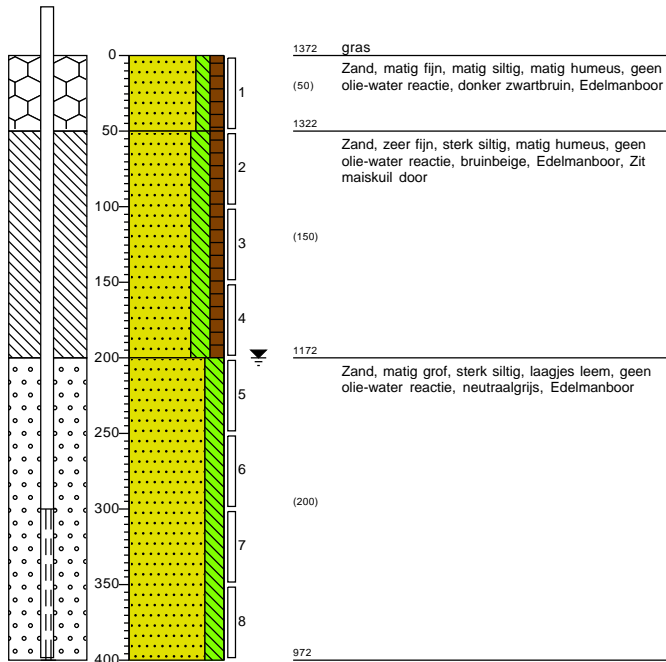 0
50
100
150
200
250
300
350
400
1
2
3
4
5
6
7
8
1372 gras
Zand, matig fijn, matig siltig, matig humeus, geen
(50)
olie-water reactie, donker zwartbruin, Edelmanboor
1322
Zand, zeer fijn, sterk siltig, matig humeus, geen
olie-water reactie, bruinbeige, Edelmanboor, Zit
maiskuil door
(150)
1172
Zand, matig grof, sterk siltig, laagjes leem, geen
olie-water reactie, neutraalgrijs, Edelmanboor
(200)
972